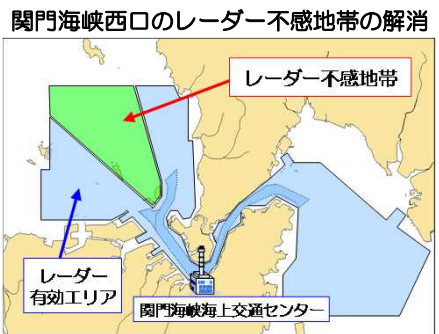 関門海峡西口のレーダー不感地帯の解消
レーダー不感地帯
レーダー
有効エリア
関門海峡海上交通センター